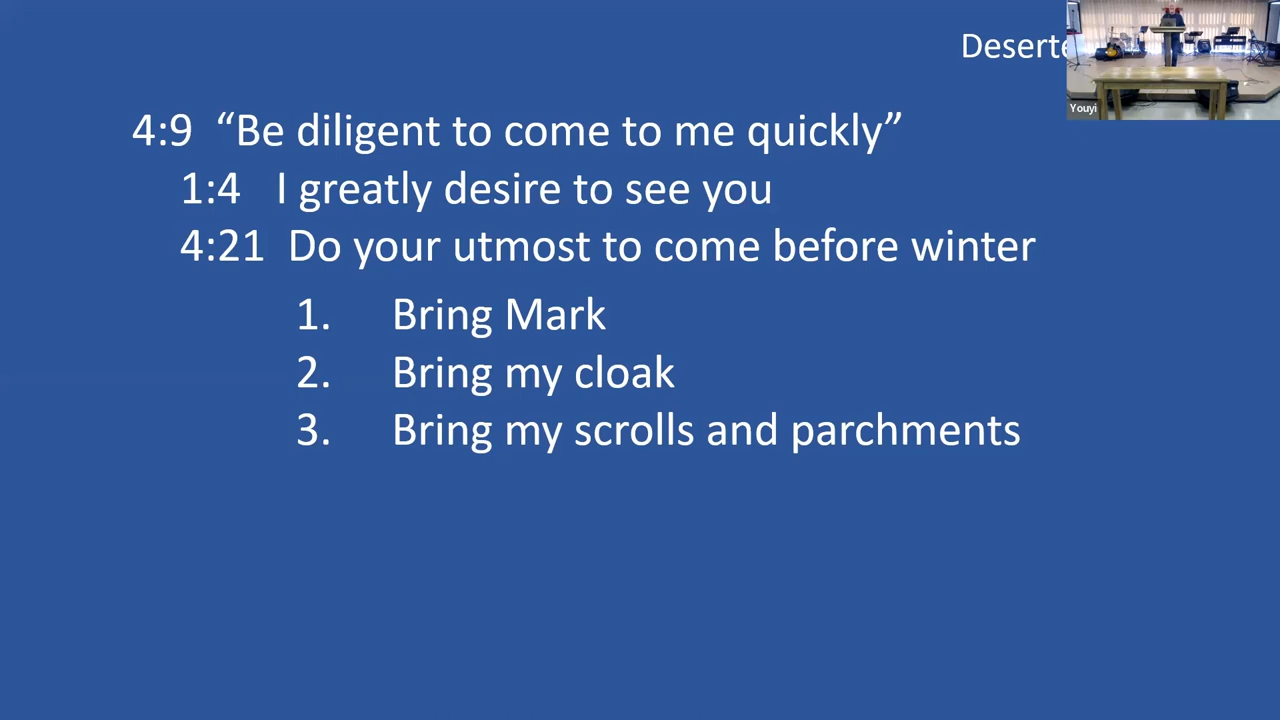 Deserte
Youyi
4:9 “Be diligent to come to me quickly”
1:4 I greatly desire to see you
4:21 Do your utmost to come before winter
1. Bring Mark
2. Bring my cloak
3. Bring my scrolls and parchments